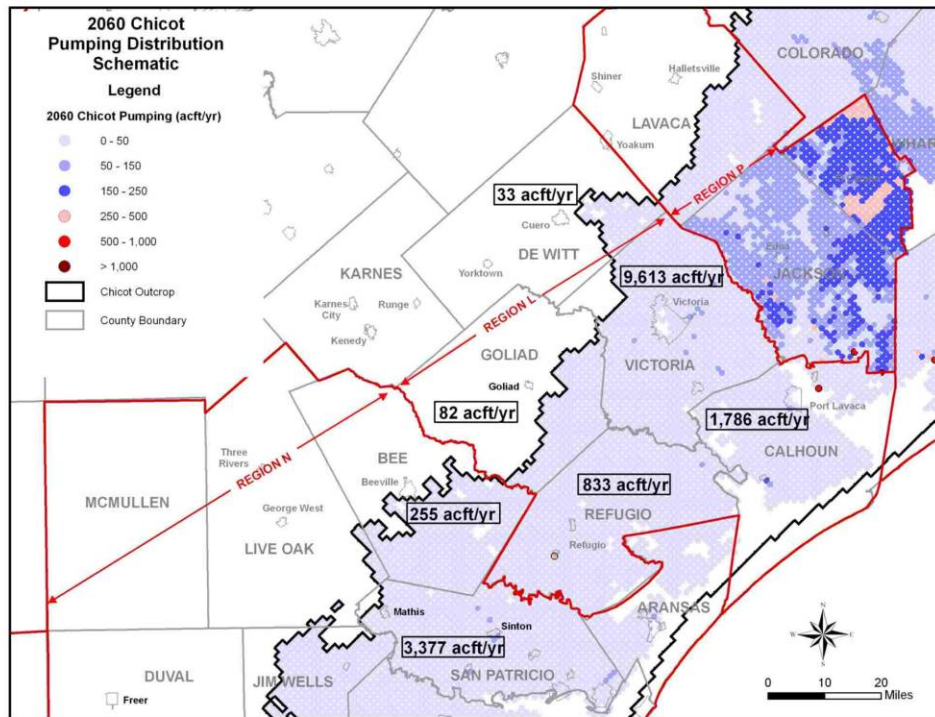 2060 Chicot
Pumping Distribution
Schematic
Legend
2060 Chicot Pumping (acft/yr)
0 - 50
50 - 150
150 - 250
250 - 500
500 - 1,000
> 1,000
Chicot Outcrop
County Boundary
COLORADO
Shiner
Halletsville
LAVACA
WHAR
Yoakum
REGION P
33 acft/yr
Cuero
DE WITT
Edna
JACKSON
KARNES
Yorktown
9,613 acft/yr
Victoria
Karnes
City
Runge
Kenedy
REGION L
GOLIAD
VICTORIA
Goliad
82 acft/yr
1,786 acft/yr
Port Lavaca
CALHOUN
Three
Rivers
REGION N
BEE
Beeville
833 acft/yr
MCMULLEN
George West
255 acft/yr
REFUGIO
LIVE OAK
Refugio
Mathis
ARANSAS
Sinton
3,377 acft/yr
SAN PATRICIO
DUVAL
JIM WELLS
Freer
N
W
E
S
0 10 20
Miles